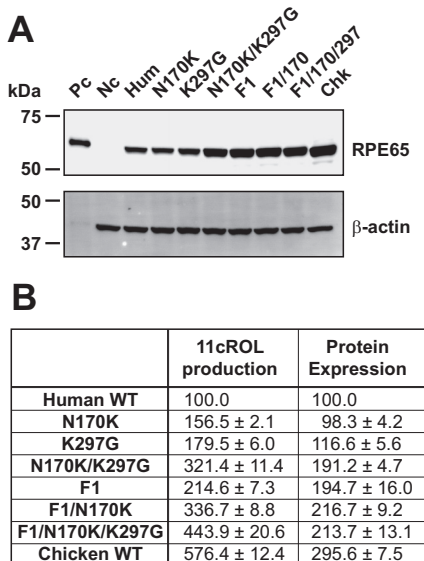 A
kDa Pc Nc Hum N170K K297G N170K/K297G F1 F1/170 F1/170/297 Chk
75
RPE65
50
50
β-actin
37
B
11cROL production Protein Expression
Human WT 100.0 100.0
N170K 156.5 ± 2.1 98.3 ± 4.2
K297G 179.5 ± 6.0 116.6 ± 5.6
N170K/K297G 321.4 ± 11.4 191.2 ± 4.7
F1 214.6 ± 7.3 194.7 ± 16.0
F1/N170K 336.7 ± 8.8 216.7 ± 9.2
F1/N170K/K297G 443.9 ± 20.6 213.7 ± 13.1
Chicken WT 576.4 ± 12.4 295.6 ± 7.5